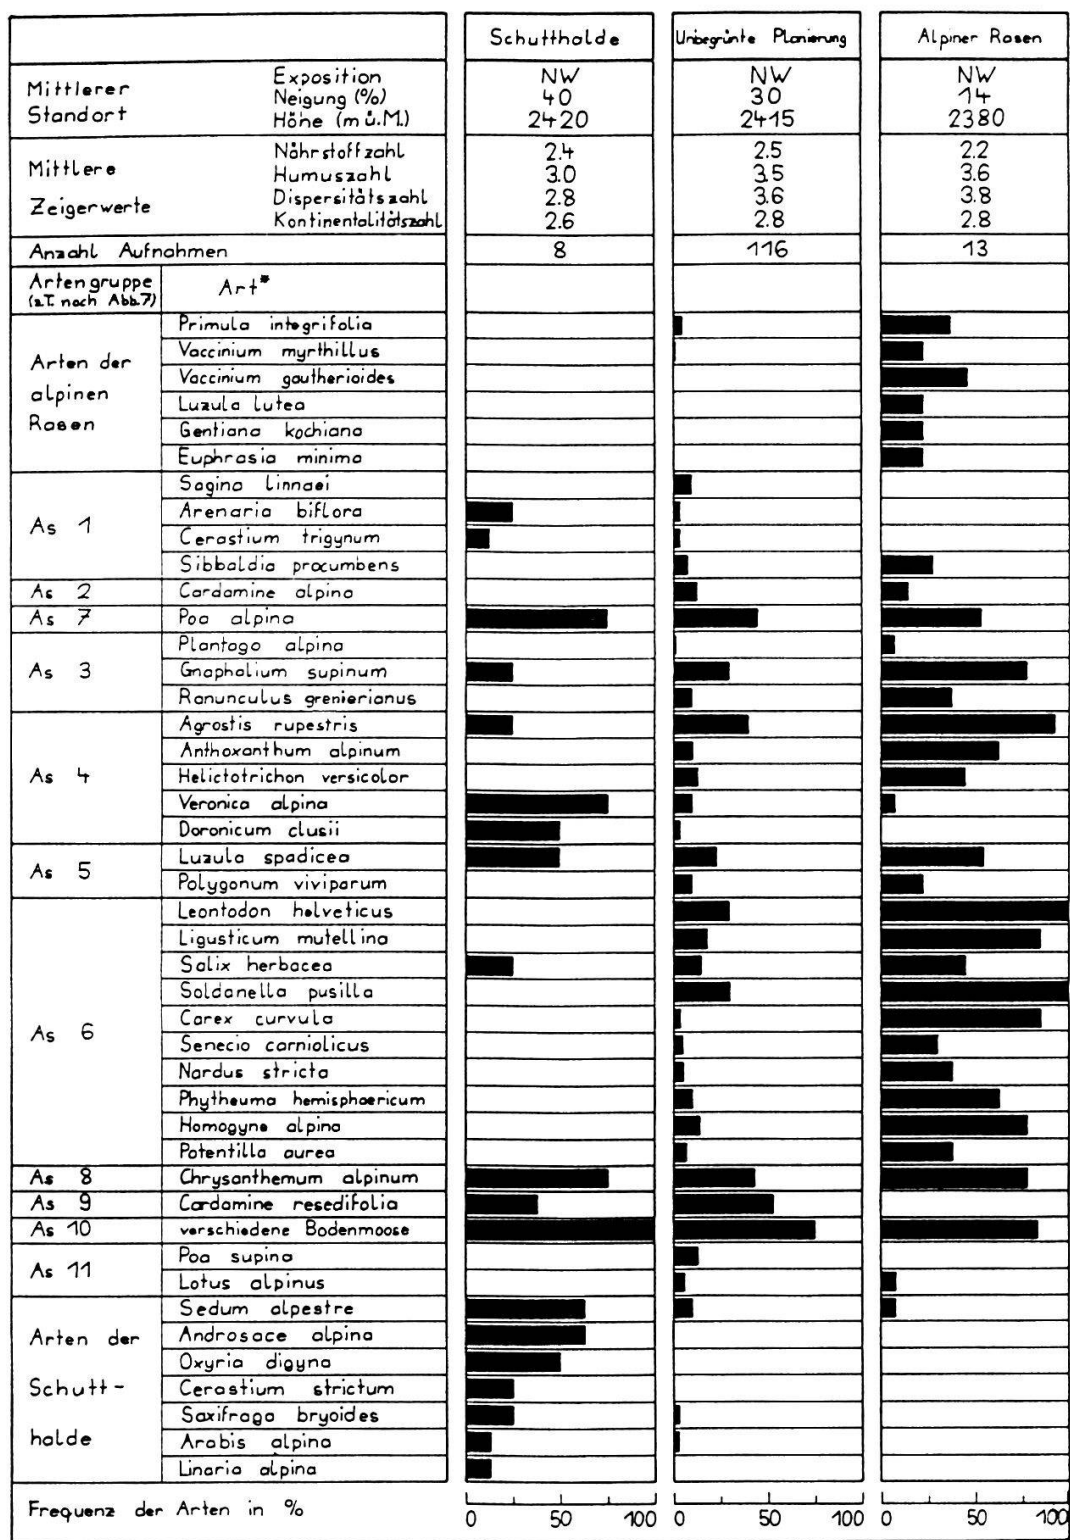 Schutthalde Unbegrünte Planierung Alpiner Rasen
Mittlerer Standort
Exposition NW NW NW
Neigung (%) 40 30 14
Höhe (m ü.M.) 2420 2415 2380
Mittlere Zeigerwerte
Nährstoffzahl 2.4 2.5 2.2
Humuszahl 3.0 3.5 3.6
Dispersitätszahl 2.8 3.6 3.8
Kontinentalitätszahl 2.6 2.8 2.8
Anzahl Aufnahmen 8 116 13
Artengruppe Art*
(z.T. nach Abb.7)
Arten der alpinen Rasen
Primula integrifolia
Vaccinium myrthillus
Vaccinium gautherioides
Luzula lutea
Gentiana kochiana
Euphrasia minima
As 1
Sagina linnaei
Arenaria biflora
Cerastium trigynum
Sibbaldia procumbens
As 2 Cardamine alpina
As 7 Poa alpina
As 3
Plantago alpina
Gnaphalium supinum
Ranunculus grenierianus
As 4
Agrostis rupestris
Anthoxanthum alpinum
Helictotrichon versicolor
Veronica alpina
Doronicum clusii
As 5
Luzula spadicea
Polygonum viviparum
As 6
Leontodon helveticus
Ligusticum mutellina
Salix herbacea
Soldanella pusilla
Carex curvula
Senecio carniolicus
Nardus stricta
Phytheuma hemisphaericum
Homogyne alpina
Potentilla aurea
As 8 Chrysanthemum alpinum
As 9 Cardamine resedifolia
As 10 verschiedene Bodenmoose
As 11
Poa supina
Lotus alpinus
Arten der Schutt-
halde
Sedum alpestre
Androsace alpina
Oxyria digyna
Cerastium strictum
Saxifraga bryoides
Arabis alpina
Linaria alpina
Frequenz der Arten in % 0 50 100 0 50 100 0 50 100